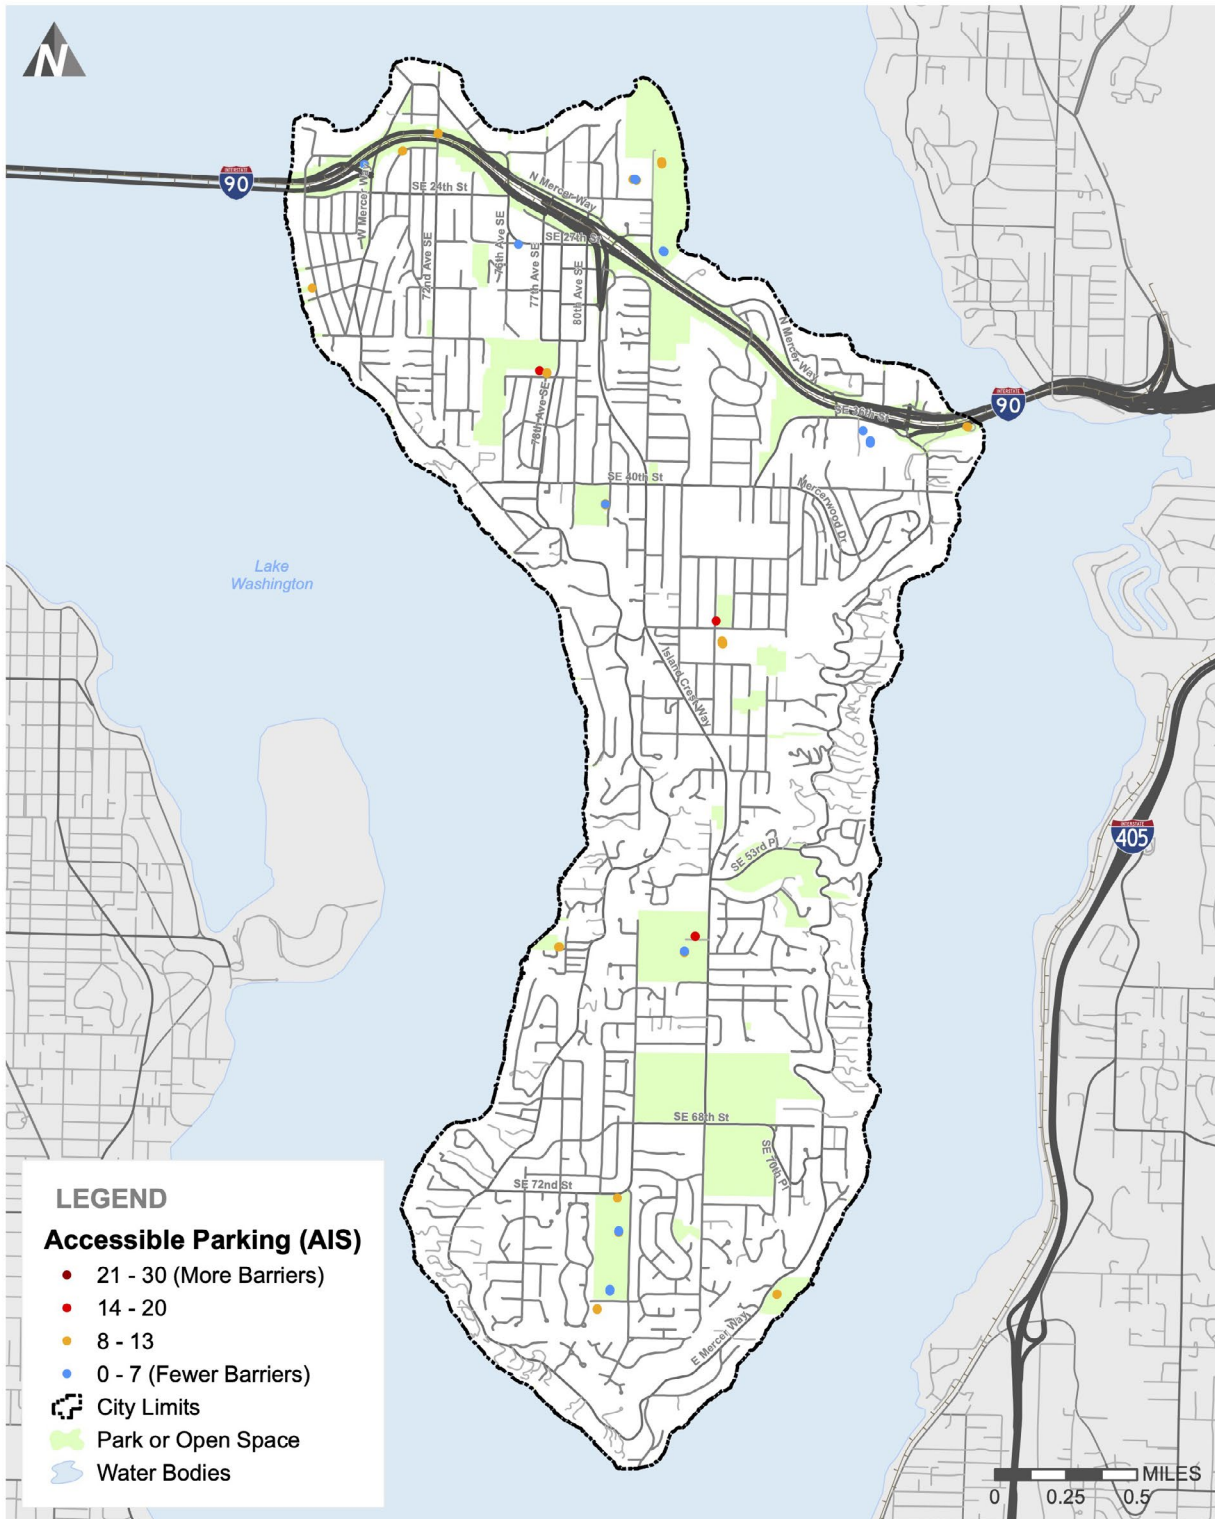 N
INTERSTATE
90
SE 24th St
W Mercer Way
N Mercer Way
SE 27th St
72nd Ave SE
76th Ave SE
77th Ave SE
80th Ave SE
N Mercer Way
INTERSTATE
90
SE 36th St
78th Ave SE
SE 40th St
Mercerwood Dr
Lake
Washington
Island Crest Way
INTERSTATE
405
SE 53rd Pl
SE 68th St
SE 70th Pl
SE 72nd St
E Mercer Way
LEGEND
Accessible Parking (AIS)
21 - 30 (More Barriers)
14 - 20
8 - 13
0 - 7 (Fewer Barriers)
City Limits
Park or Open Space
Water Bodies
MILES
0 0.25 0.5